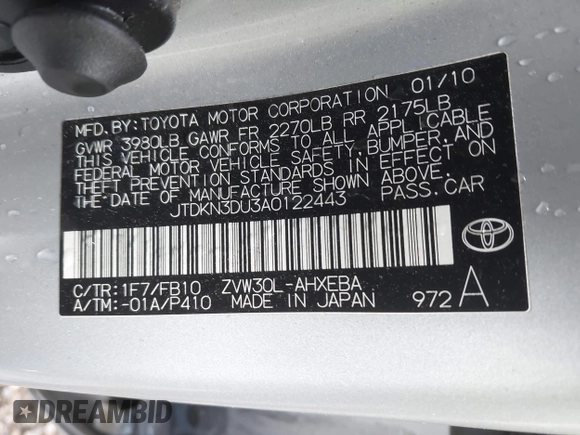 MFD. BY: TOYOTA MOTOR CORPORATION 01/10
GVWR 3980LB GAWR FR 2270LB RR 2175LB
THIS VEHICLE CONFORMS TO ALL APPLICABLE
FEDERAL MOTOR VEHICLE SAFETY, BUMPER, AND
THEFT PREVENTION STANDARDS IN EFFECT ON
THE DATE OF MANUFACTURE SHOWN ABOVE.
JTDKN3DU3A0122443 PASS. CAR
C/TR: 1F7/FB10 ZVW30L-AHXEBA
A/TM: -01A/P410 MADE IN JAPAN 972 A
DREAMBID